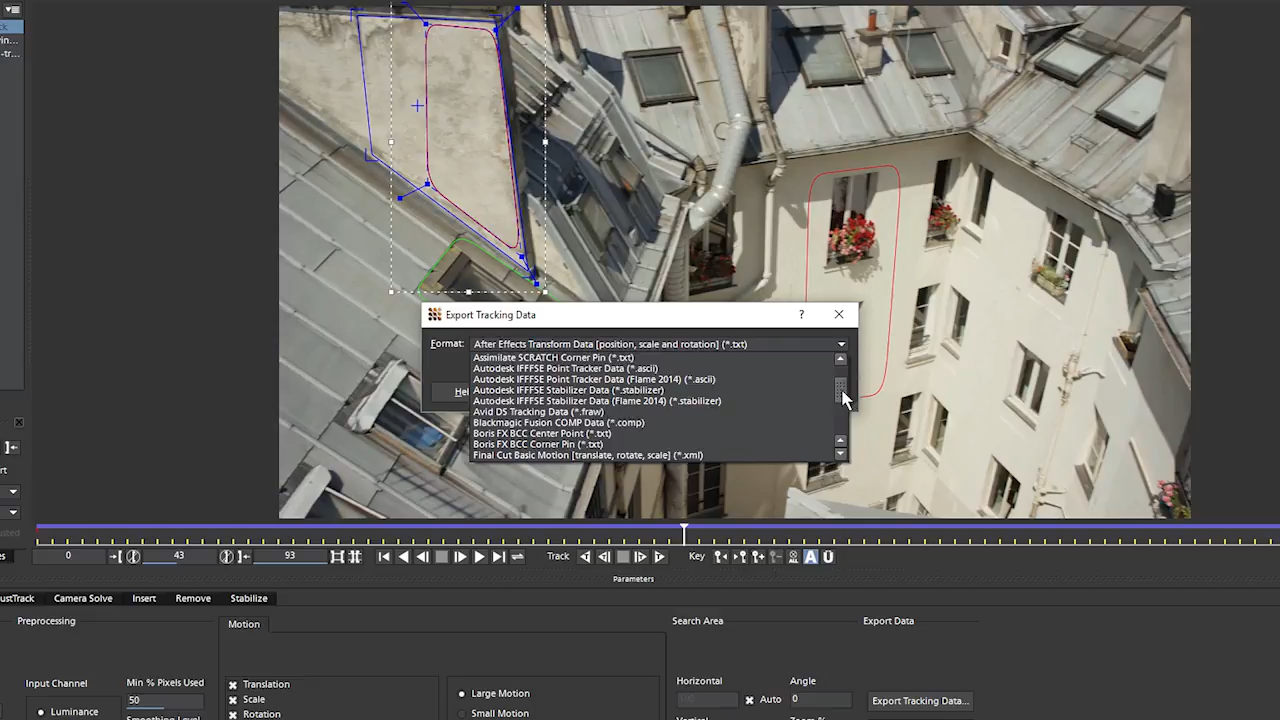 Export Tracking Data
?
Format:
After Effects Transform Data [position, scale and rotation] (*.txt)
Assimilate SCRATCH Corner Pin (*.txt)
Autodesk IFFFSE Point Tracker Data (*.ascii)
Autodesk IFFFSE Point Tracker Data (Flame 2014) (*.ascii)
Autodesk IFFFSE Stabilizer Data (*.stabilizer)
Autodesk IFFFSE Stabilizer Data (Flame 2014) (*.stabilizer)
Avid DS Tracking Data (*.fraw)
Blackmagic Fusion COMP Data (*.comp)
Boris FX BCC Center Point (*.txt)
Boris FX BCC Corner Pin (*.txt)
Final Cut Basic Motion [translate, rotate, scale] (*.xml)
Hel
0 43 93 Track Key ALL A U
Parameters
ustTrack Camera Solve Insert Remove Stabilize
Preprocessing Motion Search Area Export Data
Input Channel Min % Pixels Used Translation Large Motion Horizontal Angle
50 Scale Auto 0 Export Tracking Data...
Luminance Rotation Small Motion